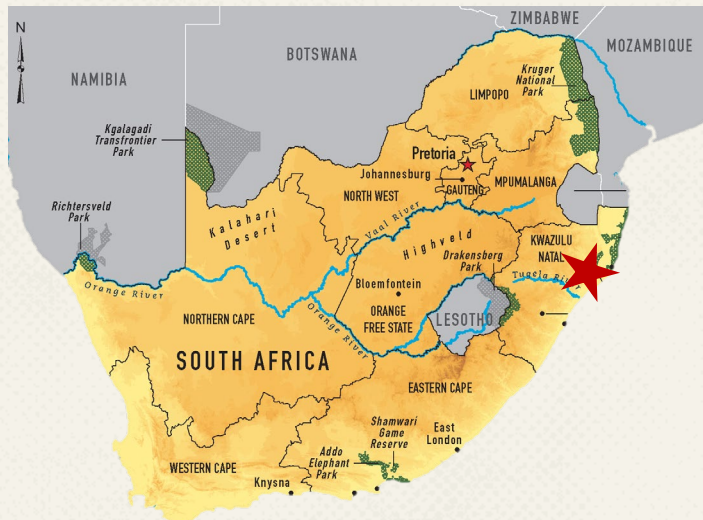 ZIMBABWE
N
BOTSWANA
MOZAMBIQUE
NAMIBIA
Kruger
National
Park
LIMPOPO
Kgalagadi
Transfrontier
Park
Pretoria
Johannesburg
MPUMALANGA
GAUTENG
NORTH WEST
Richtersveld
Park
Kalahari
Desert
Vaal River
Highveld
KWAZULU
NATAL
Drakensberg
Park
Tugela River
Orange River
Bloemfontein
Orange River
ORANGE
FREE STATE
LESOTHO
NORTHERN CAPE
SOUTH AFRICA
EASTERN CAPE
Shamwari
Game
Reserve
East
London
Addo
Elephant
Park
WESTERN CAPE
Knysna